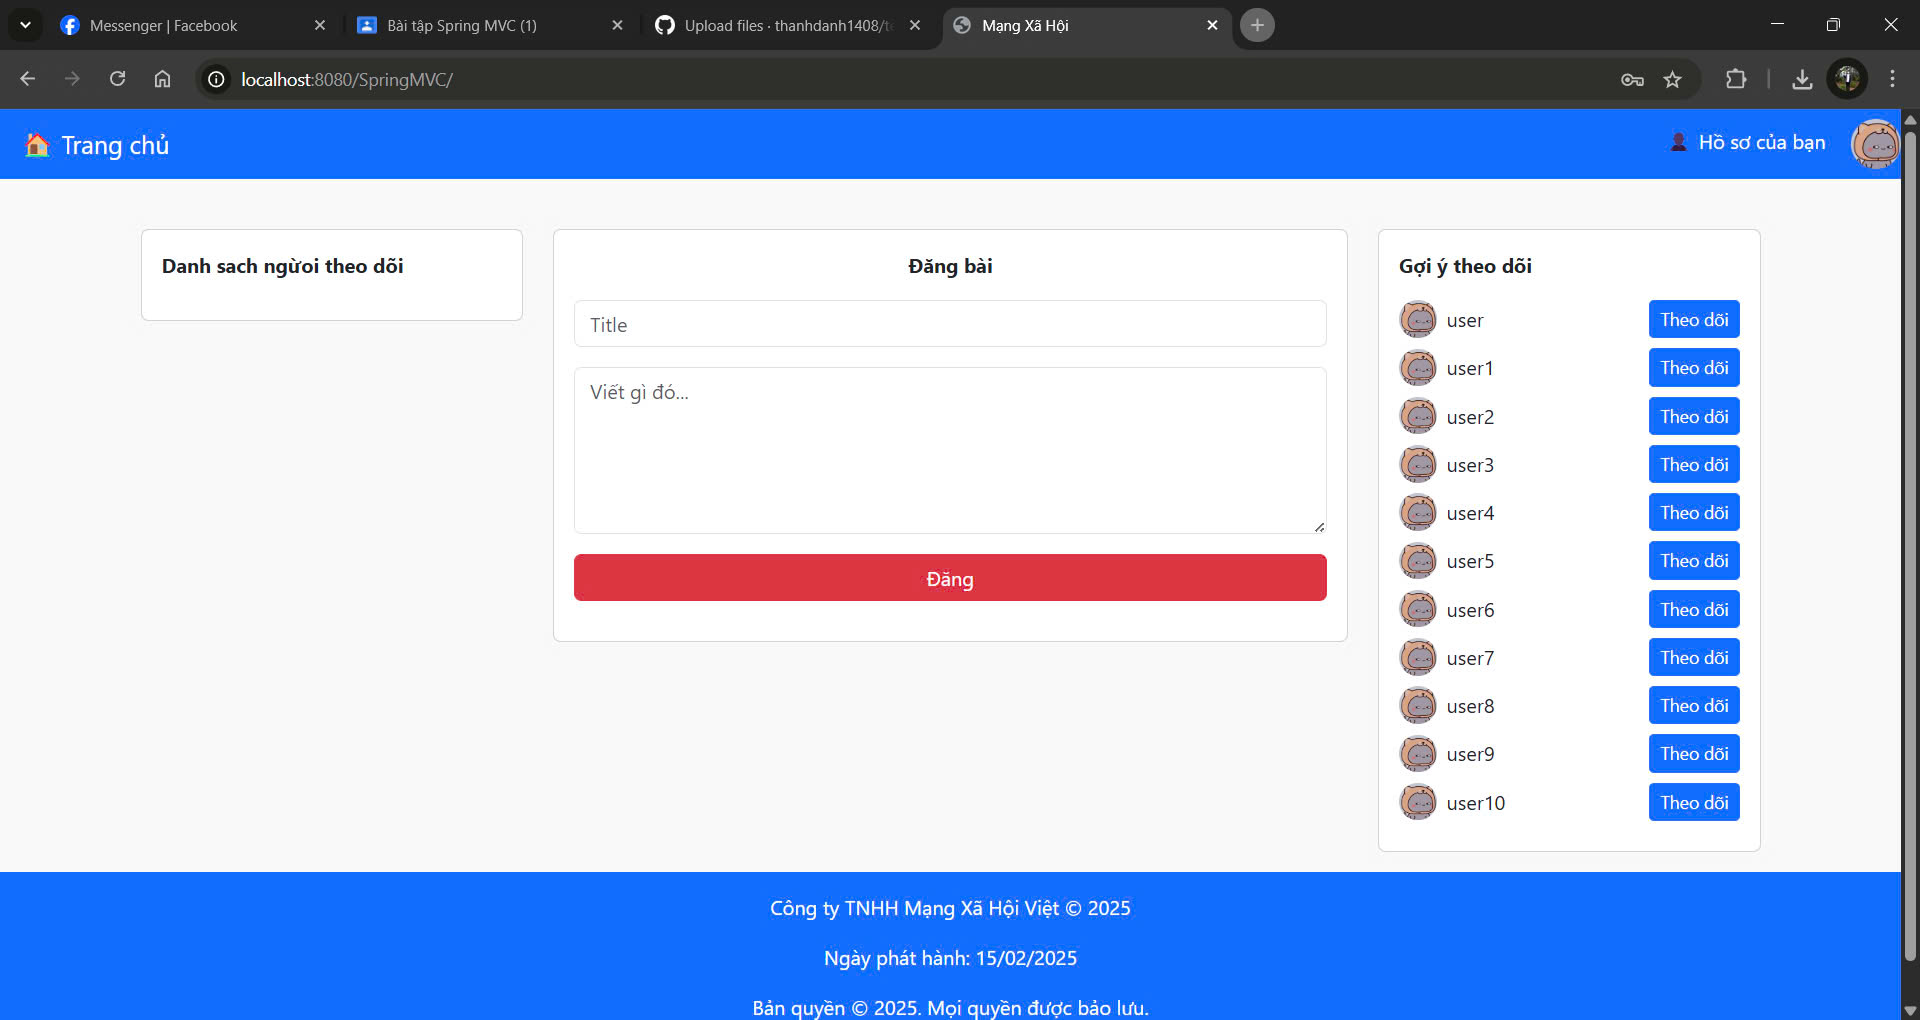 Messenger | Facebook
Bài tập Spring MVC (1)
Upload files · thanhdanh1408/te
Mạng Xã Hội
localhost:8080/SpringMVC/
Trang chủ
Hồ sơ của bạn
Danh sach ngừoi theo dõi
Đăng bài
Title
Viết gì đó...
Đăng
Gợi ý theo dõi
user Theo dõi
user1 Theo dõi
user2 Theo dõi
user3 Theo dõi
user4 Theo dõi
user5 Theo dõi
user6 Theo dõi
user7 Theo dõi
user8 Theo dõi
user9 Theo dõi
user10 Theo dõi
Công ty TNHH Mạng Xã Hội Việt © 2025
Ngày phát hành: 15/02/2025
Bản quyền © 2025. Mọi quyền được bảo lưu.